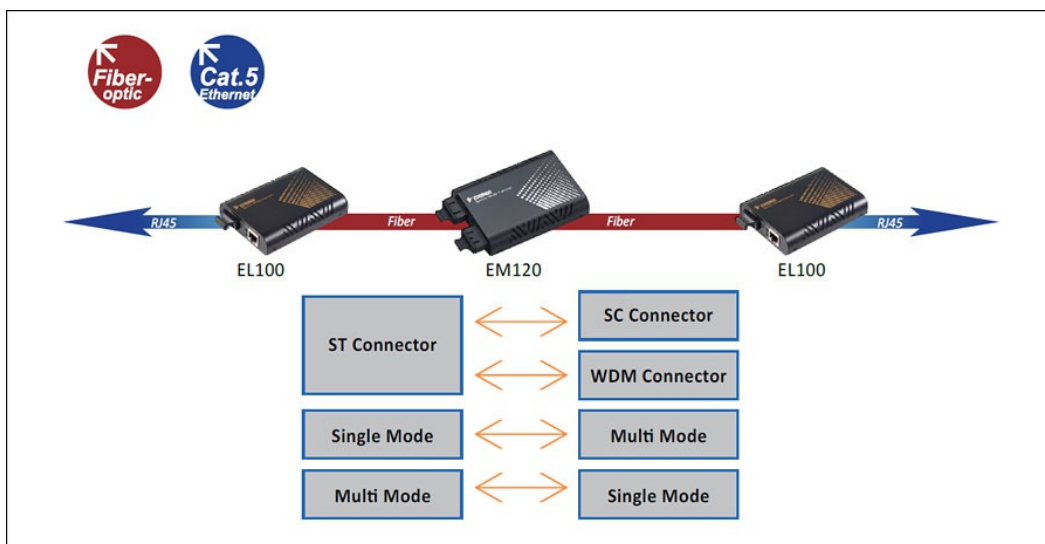 Fiber-
optic
Cat.5
Ethernet
RJ45
Fiber
Fiber
RJ45
EL100
EM120
EL100
ST Connector
SC Connector
WDM Connector
Single Mode
Multi Mode
Multi Mode
Single Mode